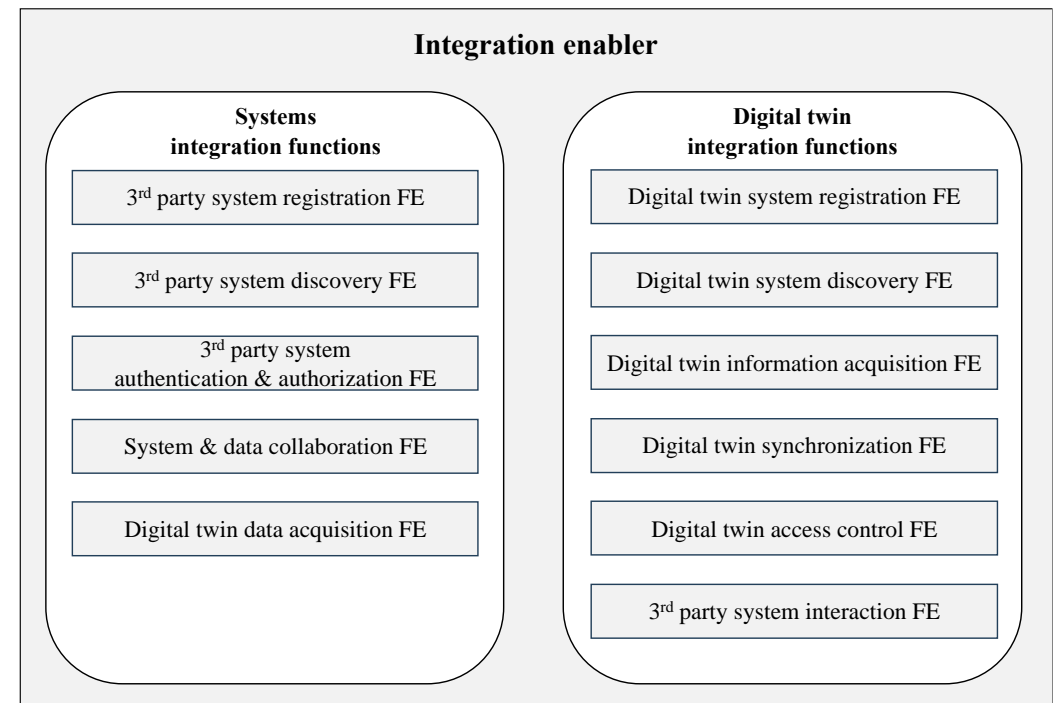 Integration enabler
Systems
integration functions
3rd party system registration FE
3rd party system discovery FE
3rd party system
authentication & authorization FE
System & data collaboration FE
Digital twin data acquisition FE
Digital twin
integration functions
Digital twin system registration FE
Digital twin system discovery FE
Digital twin information acquisition FE
Digital twin synchronization FE
Digital twin access control FE
3rd party system interaction FE